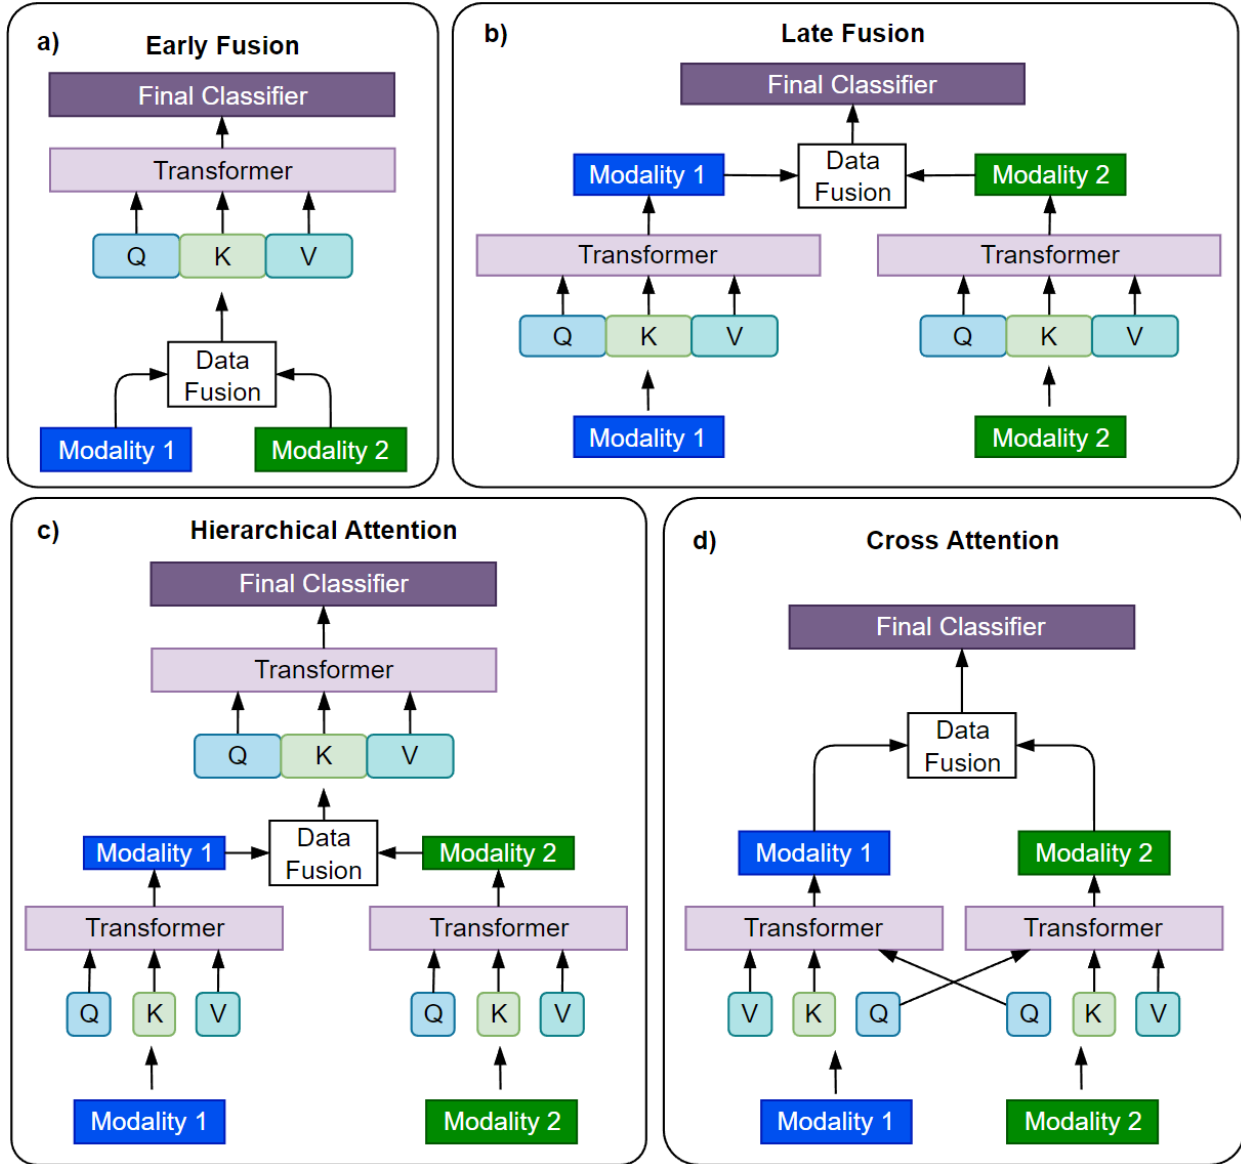 a)
Early Fusion
Final Classifier
Transformer
Q K V
Data
Fusion
Modality 1 Modality 2
b)
Late Fusion
Final Classifier
Modality 1
Data
Fusion
Modality 2
Transformer Transformer
Q K V Q K V
Modality 1 Modality 2
c)
Hierarchical Attention
Final Classifier
Transformer
Q K V
Modality 1
Data
Fusion
Modality 2
Transformer Transformer
Q K V Q K V
Modality 1 Modality 2
d)
Cross Attention
Final Classifier
Data
Fusion
Modality 1 Modality 2
Transformer Transformer
V K Q Q K V
Modality 1 Modality 2